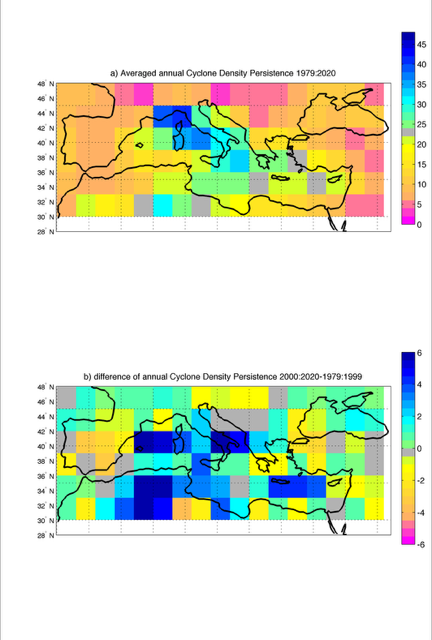 a) Averaged annual Cyclone Density Persistence 1979:2020
48° N
46° N
44° N
42° N
40° N
38° N
36° N
34° N
32° N
30° N
28° N
45
40
35
30
25
20
15
10
5
0
b) difference of annual Cyclone Density Persistence 2000:2020-1979:1999
48° N
46° N
44° N
42° N
40° N
38° N
36° N
34° N
32° N
30° N
28° N
6
4
2
0
-2
-4
-6